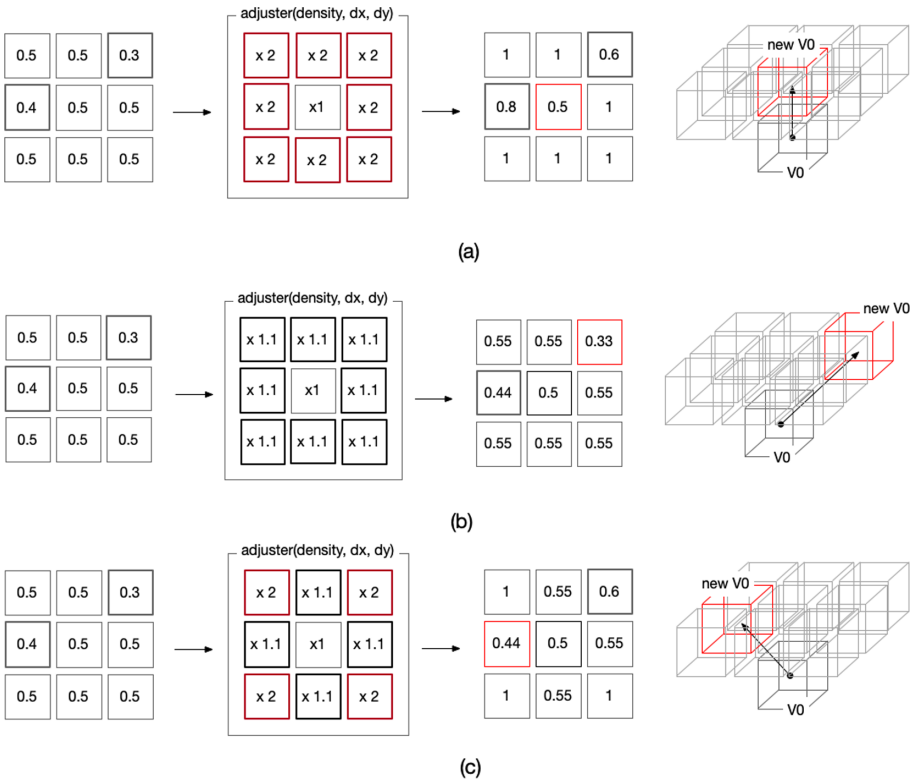 adjuster(density, dx, dy)
0.5 0.5 0.3
x 2 x 2 x 2
1 1 0.6
new V0
0.4 0.5 0.5
x 2 x1 x 2
0.8 0.5 1
0.5 0.5 0.5
x 2 x 2 x 2
1 1 1
V0
(a)
adjuster(density, dx, dy)
new V0
0.5 0.5 0.3
x 1.1 x 1.1 x 1.1
0.55 0.55 0.33
0.4 0.5 0.5
x 1.1 x1 x 1.1
0.44 0.5 0.55
0.5 0.5 0.5
x 1.1 x 1.1 x 1.1
0.55 0.55 0.55
V0
(b)
adjuster(density, dx, dy)
0.5 0.5 0.3
x 2 x 1.1 x 2
1 0.55 0.6
new V0
0.4 0.5 0.5
x 1.1 x1 x 1.1
0.44 0.5 0.55
0.5 0.5 0.5
x 2 x 1.1 x 2
1 0.55 1
V0
(c)